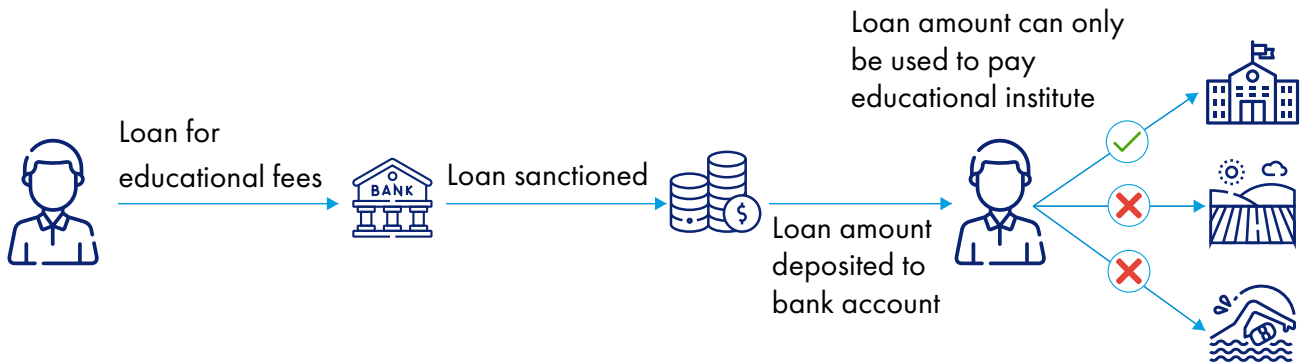 Loan for
educational fees
BANK
Loan sanctioned
$
Loan amount
deposited to
bank account
Loan amount can only
be used to pay
educational institute